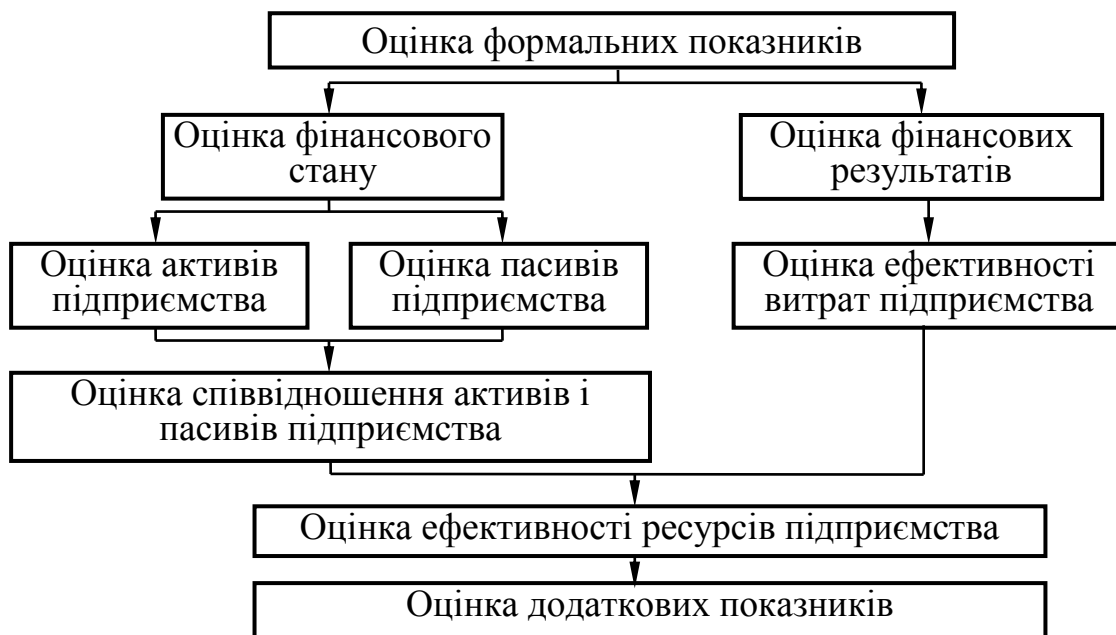 Оцінка формальних показників
Оцінка фінансового
стану
Оцінка фінансових
результатів
Оцінка активів
підприємства
Оцінка пасивів
підприємства
Оцінка ефективності
витрат підприємства
Оцінка співвідношення активів і
пасивів підприємства
Оцінка ефективності ресурсів підприємства
Оцінка додаткових показників